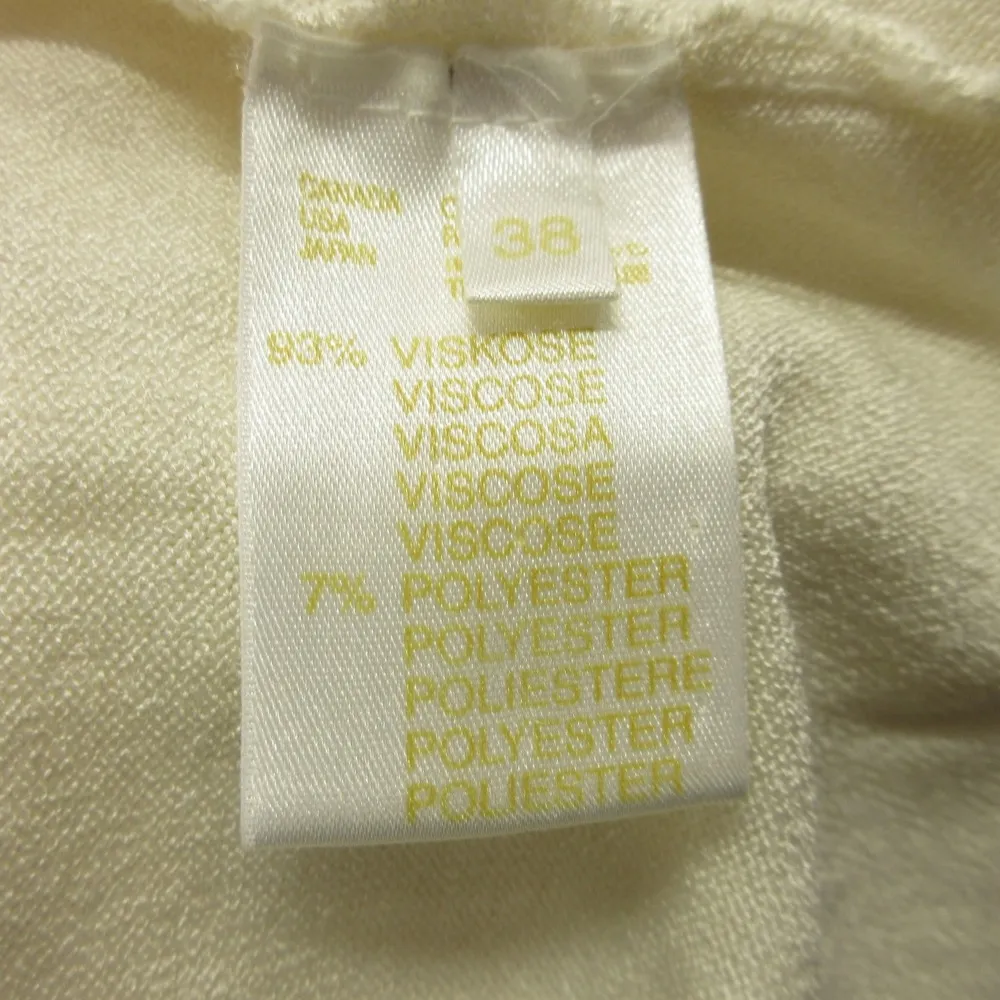 CANADA
USA
JAPAN
38
93% VISKOSE
VISCOSE
VISCOSA
VISCOSE
VISCOSE
7% POLYESTER
POLYESTER
POLIESTERE
POLYESTER
POLIESTER